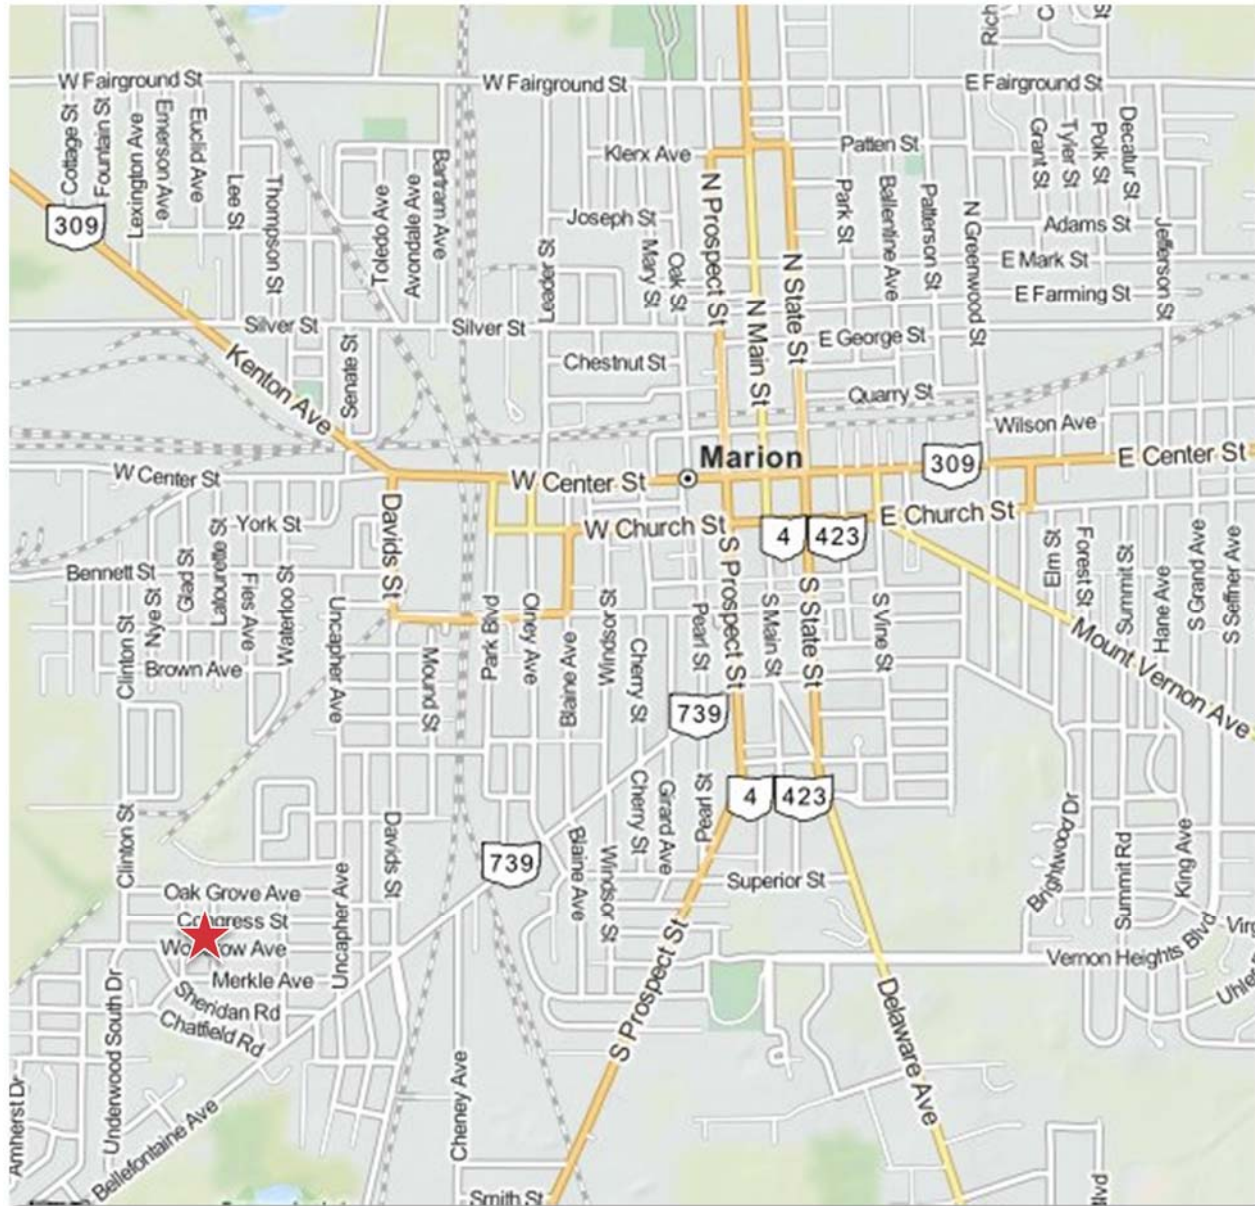 W Fairground St
W Fairground St
E Fairground St
Cottage St
Fountain St
Lexington Ave
Emerson Ave
Euclid Ave
Lee St
Thompson St
Toledo Ave
Avondale Ave
Bartram Ave
Klerx Ave
Joseph St
Leaper St
Mary St
Oak St
N Prospect St
N Main St
N State St
Patten St
Park St
Ballentine Ave
Patterson St
N Greenwood St
Grant St
Tyler St
Polk St
Decatur St
Adams St
Jefferson St
E Mark St
E Farming St
309
Silver St
Silver St
Senate St
Kenton Ave
Chestnut St
E George St
Quarry St
Wilson Ave
Marion
W Center St
W Center St
309
E Center St
W Church St
4
423
E Church St
York St
Latourette St
Glad St
Bennett St
Nye St
Fies Ave
Waterloo St
Davids St
Clinton St
Brown Ave
Uncapher Ave
Mound St
Park Blvd
Olney Ave
Blaine Ave
Windsor St
Cherry St
Pearl St
S Prospect St
S Main St
S State St
S Vine St
Elm St
Forest St
Summit St
Hane Ave
S Grand Ave
S Seffner Ave
Mount Vernon Ave
739
4
423
Clinton St
Davids St
739
Blaine Ave
Windsor St
Cherry St
Girard Ave
Pearl St
Superior St
Brightwood Dr
Summit Rd
King Ave
Oak Grove Ave
Uncapher Ave
Merkle Ave
Sheridan Rd
Chatfield Rd
Underwood South Dr
Amherst Dr
Bellefontaine Ave
Cheney Ave
S Prospect St
Delaware Ave
Vernon Heights Blvd
Smith St